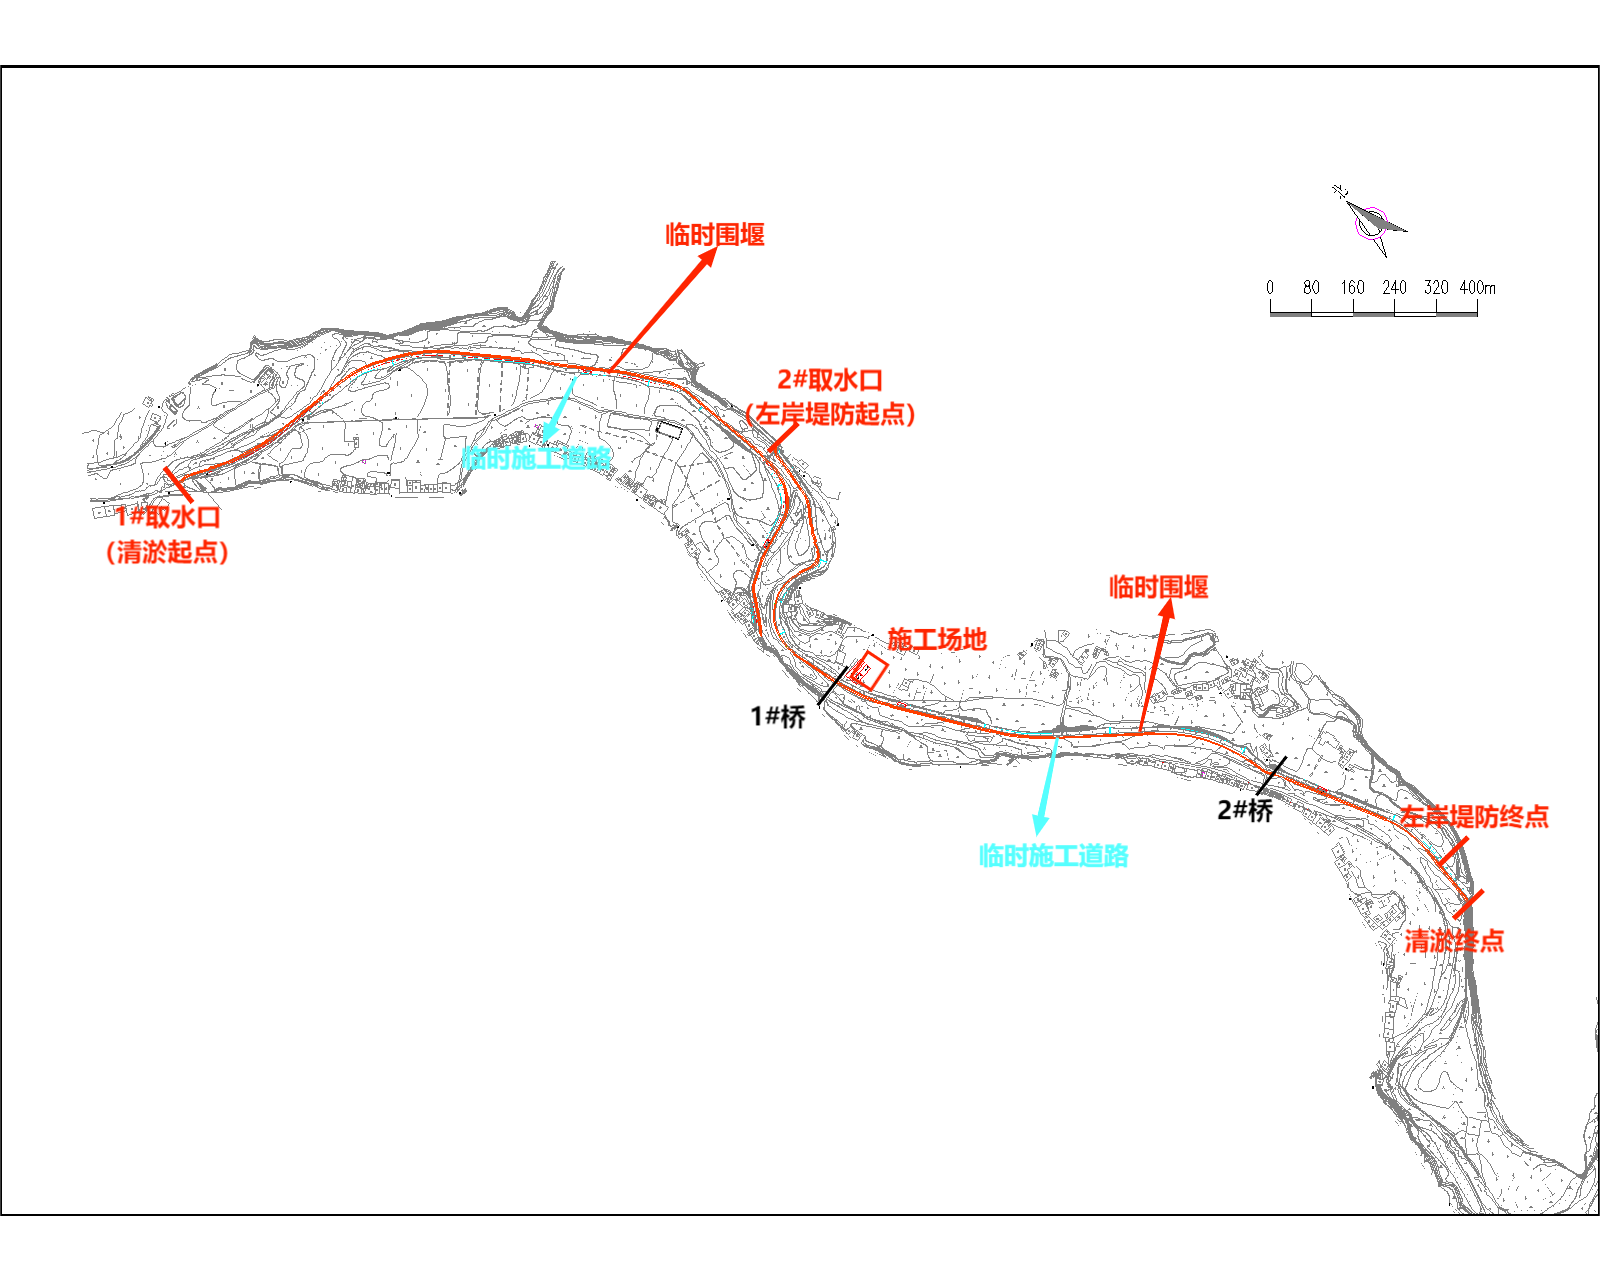 北
0 80 160 240 320 400m
临时围堰
2#取水口
（左岸堤防起点）
临时施工道路
1#取水口
（清淤起点）
临时围堰
施工场地
1#桥
2#桥
左岸堤防终点
临时施工道路
清淤终点